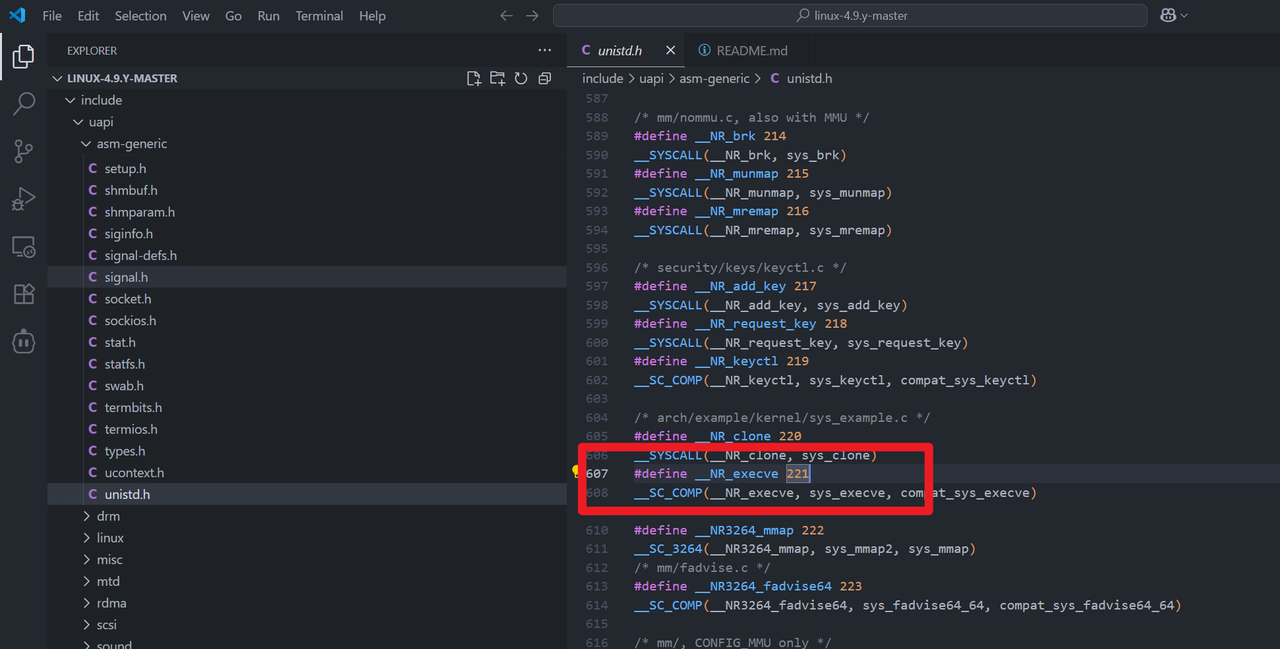 File Edit Selection View Go Run Terminal Help
linux-4.9.y-master
EXPLORER
LINUX-4.9.Y-MASTER
include
uapi
asm-generic
setup.h
shmbuf.h
shmparam.h
siginfo.h
signal-defs.h
signal.h
socket.h
sockios.h
stat.h
statfs.h
swab.h
termbits.h
termios.h
types.h
ucontext.h
unistd.h
drm
linux
misc
mtd
rdma
scsi
sound
unistd.h README.md
include > uapi > asm-generic > C unistd.h
587
588 /* mm/nommu.c, also with MMU */
589 #define __NR_brk 214
590 __SYSCALL(__NR_brk, sys_brk)
591 #define __NR_munmap 215
592 __SYSCALL(__NR_munmap, sys_munmap)
593 #define __NR_mremap 216
594 __SYSCALL(__NR_mremap, sys_mremap)
595
596 /* security/keys/keyctl.c */
597 #define __NR_add_key 217
598 __SYSCALL(__NR_add_key, sys_add_key)
599 #define __NR_request_key 218
600 __SYSCALL(__NR_request_key, sys_request_key)
601 #define __NR_keyctl 219
602 __SC_COMP(__NR_keyctl, sys_keyctl, compat_sys_keyctl)
603
604 /* arch/example/kernel/sys_example.c */
605 #define __NR_clone 220
606 __SYSCALL(__NR_clone, sys_clone)
607 #define __NR_execve 221
608 __SC_COMP(__NR_execve, sys_execve, compat_sys_execve)
610 #define __NR3264_mmap 222
611 __SC_3264(__NR3264_mmap, sys_mmap2, sys_mmap)
612 /* mm/fadvise.c */
613 #define __NR3264_fadvise64 223
614 __SC_COMP(__NR3264_fadvise64, sys_fadvise64_64, compat_sys_fadvise64_64)
615
616 /* mm/, CONFIG_MMU only */